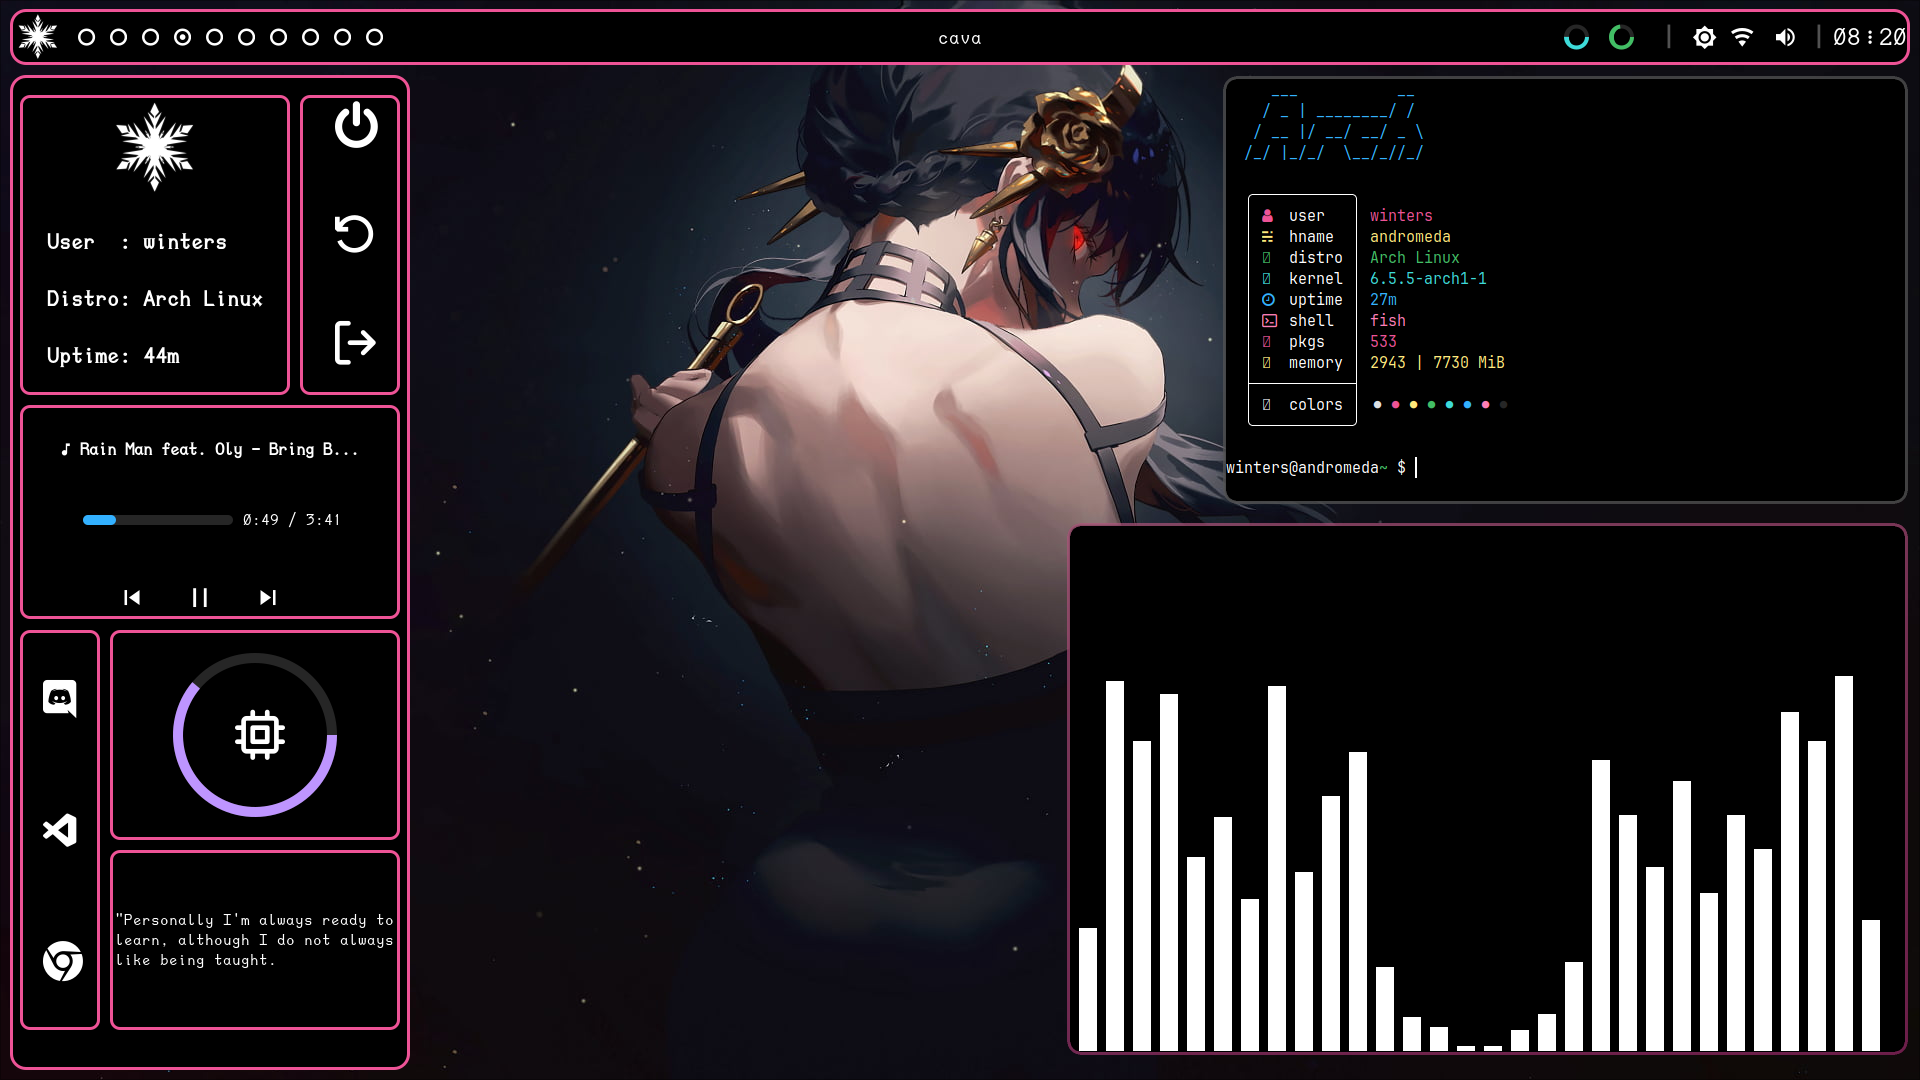 cava
08:20
User : winters
Distro: Arch Linux
Uptime: 44m
♪ Rain Man feat. Oly - Bring B...
0:49 / 3:41
"Personally I'm always ready to
learn, although I do not always
like being taught.
Arch
user winters
hname andromeda
distro Arch Linux
kernel 6.5.5-arch1-1
uptime 27m
shell fish
pkgs 533
memory 2943 | 7730 MiB
colors
winters@andromeda~ $